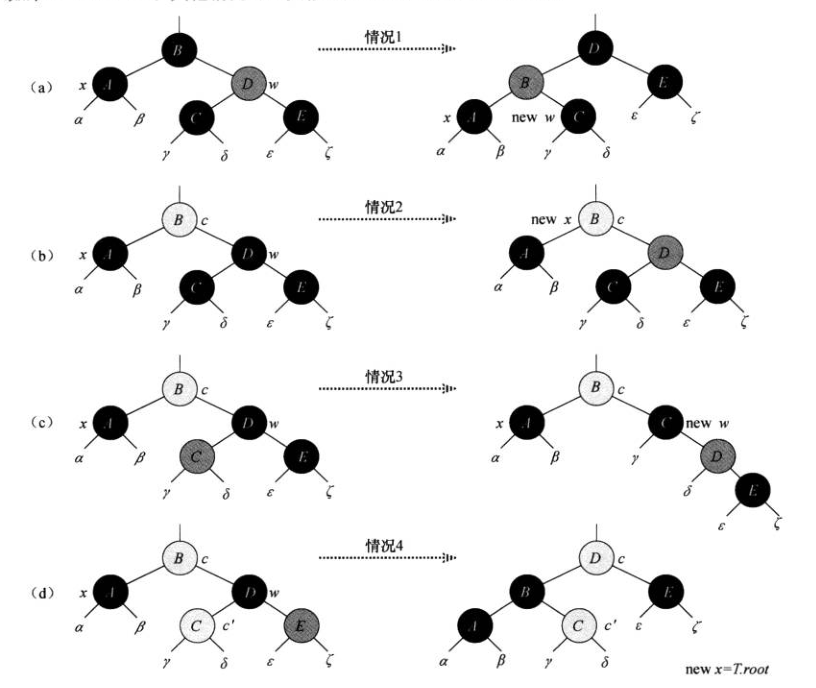 情况1
B D
(a) x A D w B E
C E x A new w C ε ζ
α β γ δ ε ζ α β γ δ
情况2
B c new x B c
(b) x A D w A D
α β C E α β C E
γ δ ε ζ γ δ ε ζ
情况3
B c B c
(c) x A D w x A C new w
α β C E α β γ D
γ δ ε ζ δ E
ε ζ
情况4
B c D c
(d) x A D w B E
α β C c' E A C c' ε ζ
γ δ ε ζ α β γ δ
new x=T.root